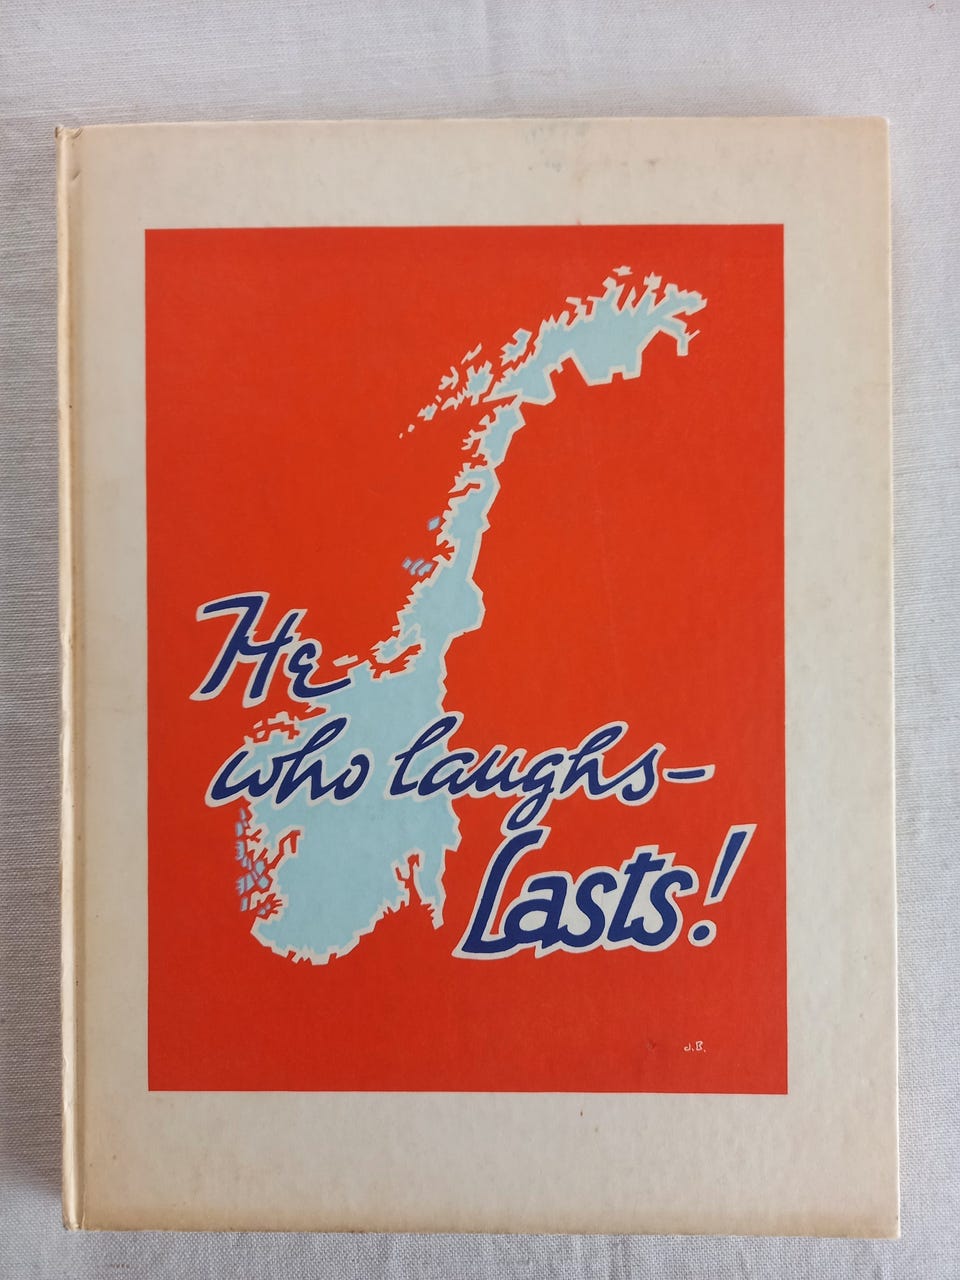 He
who laughs–
Lasts!
J.B.